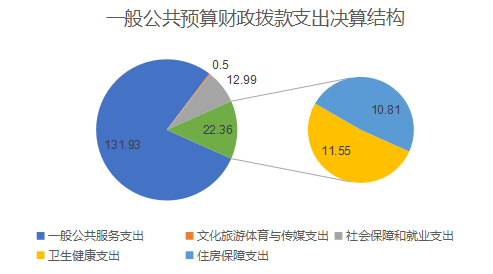 一般公共预算财政拨款支出决算结构
0.5
12.99
10.81
22.36
131.93
11.55
一般公共服务支出 文化旅游体育与传媒支出 社会保障和就业支出
卫生健康支出 住房保障支出